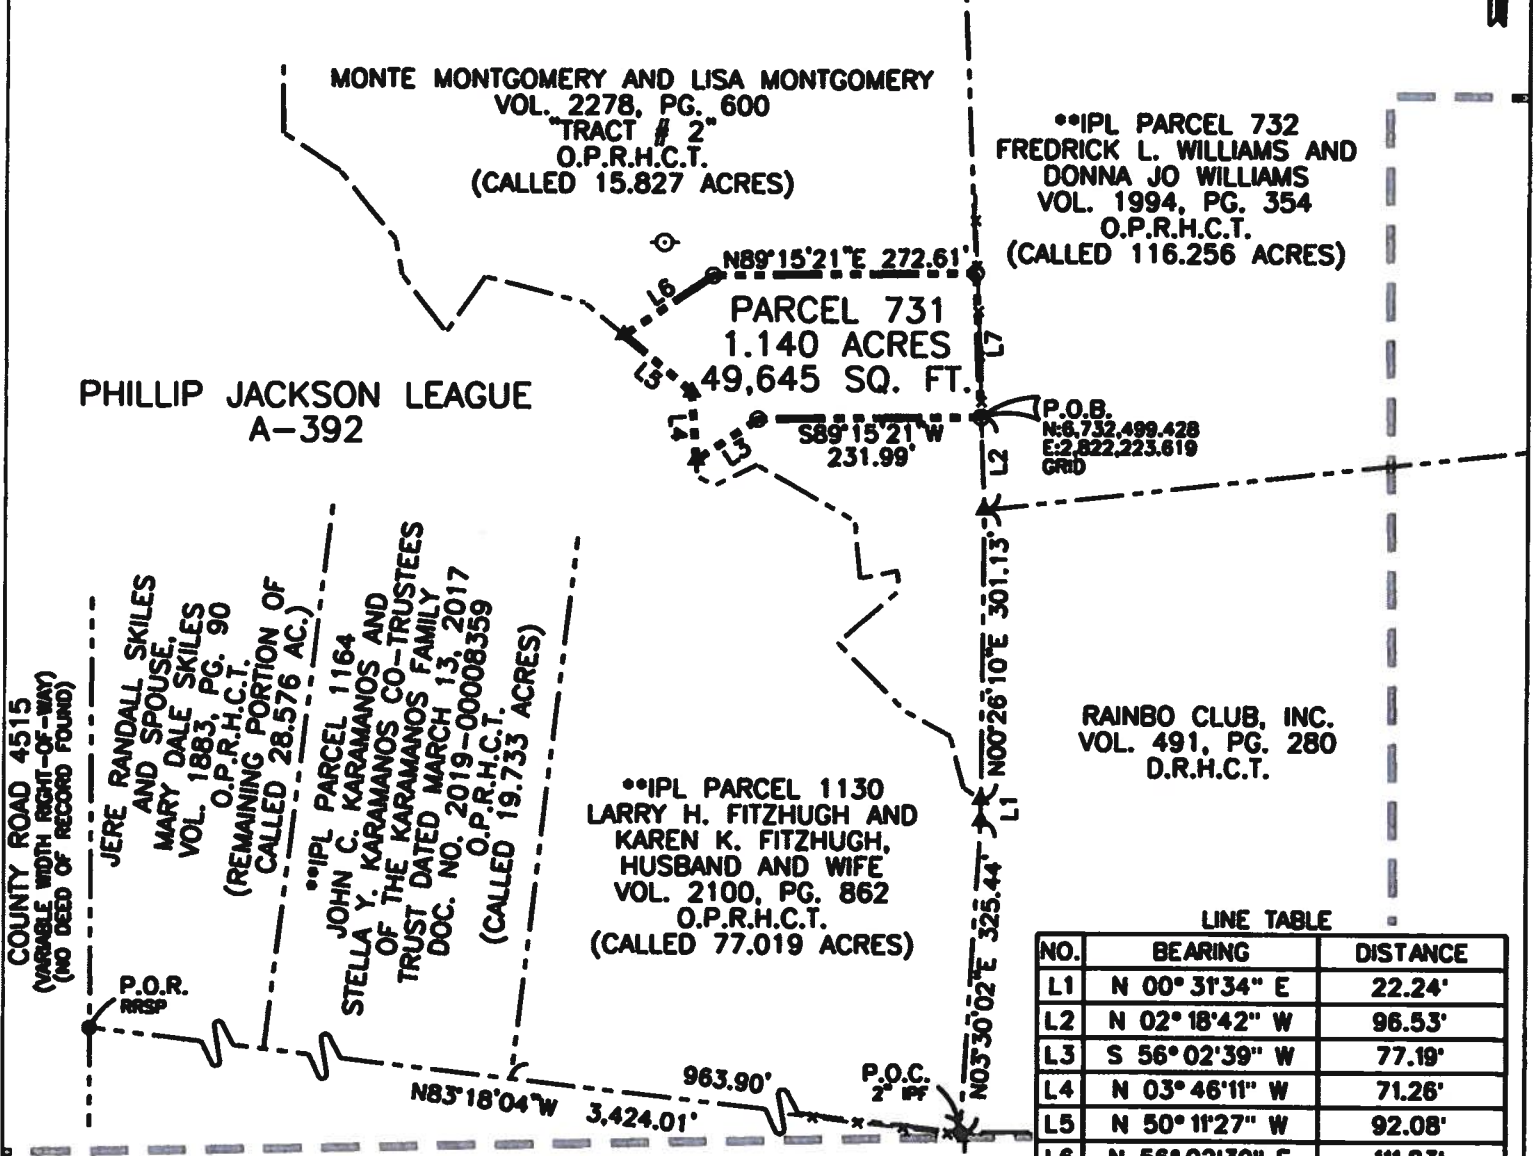 MONTE MONTGOMERY AND LISA MONTGOMERY
VOL. 2278, PG. 600
"TRACT # 2"
O.P.R.H.C.T.
(CALLED 15.827 ACRES)
**IPL PARCEL 732
FREDRICK L. WILLIAMS AND
DONNA JO WILLIAMS
VOL. 1994, PG. 354
O.P.R.H.C.T.
(CALLED 116.256 ACRES)
N89°15'21"E 272.61'
L6
PARCEL 731
1.140 ACRES
49,645 SQ. FT.
L7
L5
L4
L3
S89°15'21"W
231.99'
P.O.B.
N:6,732,499.428
E:2,822,223.619
GRID
L2
PHILLIP JACKSON LEAGUE
A-392
N00°26'10"E 301.13'
RAINBO CLUB, INC.
VOL. 491, PG. 280
D.R.H.C.T.
COUNTY ROAD 4515
(VARIABLE WIDTH RIGHT-OF-WAY)
(NO DEED OF RECORD FOUND)
JERE RANDALL SKILES
AND SPOUSE,
MARY DALE SKILES
VOL. 1883, PG. 90
O.P.R.H.C.T.
(REMAINING PORTION OF
CALLED 28.576 AC.)
**IPL PARCEL 1164
JOHN C. KARAMANOS AND
STELLA Y. KARAMANOS CO-TRUSTEES
OF THE KARAMANOS FAMILY
TRUST DATED MARCH 13, 2017
DOC. NO. 2019-00008359
O.P.R.H.C.T.
(CALLED 19.733 ACRES)
**IPL PARCEL 1130
LARRY H. FITZHUGH AND
KAREN K. FITZHUGH,
HUSBAND AND WIFE
VOL. 2100, PG. 862
O.P.R.H.C.T.
(CALLED 77.019 ACRES)
L1
N03°30'02"E 325.44'
P.O.R.
RRSP
N83°18'04"W 3,424.01'
963.90'
P.O.C.
2" IPF
LINE TABLE
NO. BEARING DISTANCE
L1 N 00°31'34" E 22.24'
L2 N 02°18'42" W 96.53'
L3 S 56°02'39" W 77.19'
L4 N 03°46'11" W 71.26'
L5 N 50°11'27" W 92.08'
L6 N 56°02'39" E 111.23'